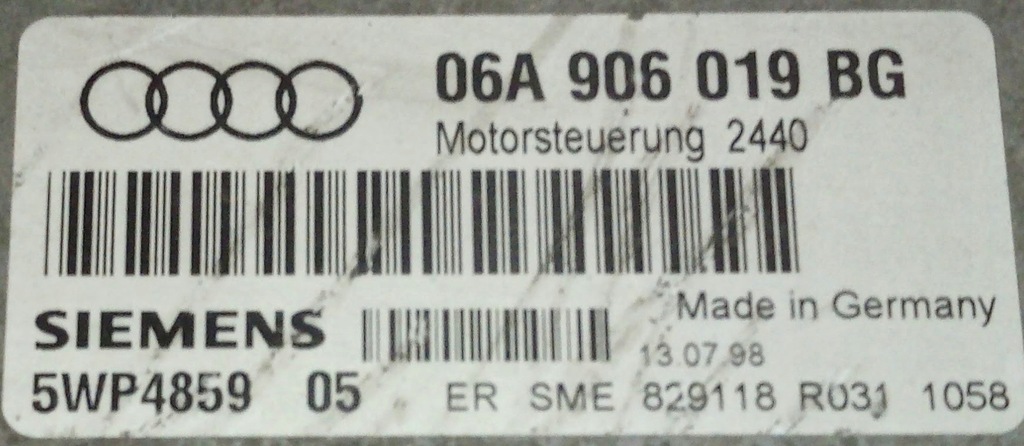 06A 906 019 BG
Motorsteuerung 2440
Made in Germany
SIEMENS
13.07.98
5WP4859 05
ER SME 829118 R031 1058